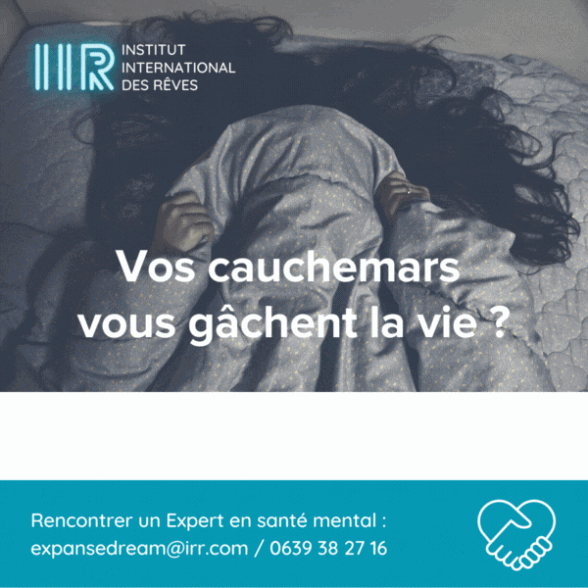 IIR
INSTITUT
INTERNATIONAL
DES RÊVES
Vos cauchemars
vous gâchent la vie ?
Rencontrer un Expert en santé mental :
expansedream@irr.com / 0639 38 27 16